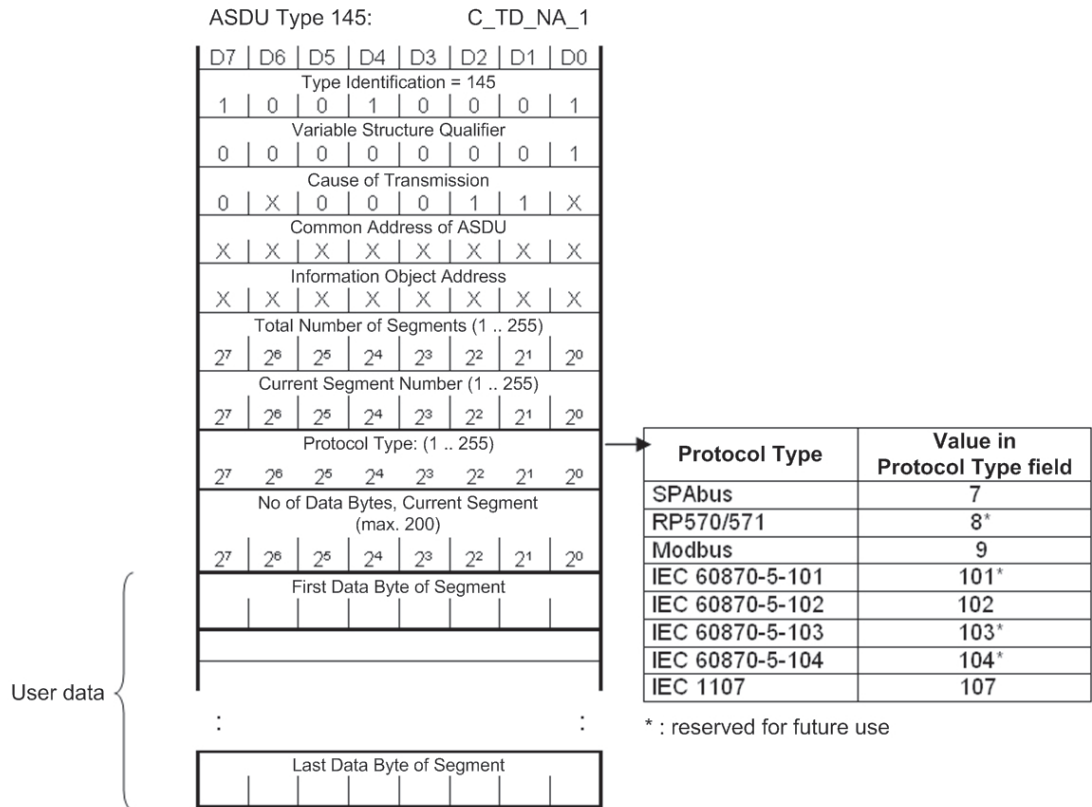 ASDU Type 145: C_TD_NA_1
D7 D6 D5 D4 D3 D2 D1 D0
Type Identification = 145
1 0 0 1 0 0 0 1
Variable Structure Qualifier
0 0 0 0 0 0 0 1
Cause of Transmission
0 X 0 0 0 1 1 X
Common Address of ASDU
X X X X X X X X
Information Object Address
X X X X X X X X
Total Number of Segments (1 .. 255)
2⁷ 2⁶ 2⁵ 2⁴ 2³ 2² 2¹ 2⁰
Current Segment Number (1 .. 255)
2⁷ 2⁶ 2⁵ 2⁴ 2³ 2² 2¹ 2⁰
Protocol Type: (1 .. 255)
2⁷ 2⁶ 2⁵ 2⁴ 2³ 2² 2¹ 2⁰
No of Data Bytes, Current Segment
(max. 200)
2⁷ 2⁶ 2⁵ 2⁴ 2³ 2² 2¹ 2⁰
First Data Byte of Segment
User data
: :
Last Data Byte of Segment
Protocol Type Value in
Protocol Type field
SPAbus 7
RP570/571 8*
Modbus 9
IEC 60870-5-101 101*
IEC 60870-5-102 102
IEC 60870-5-103 103*
IEC 60870-5-104 104*
IEC 1107 107
* : reserved for future use